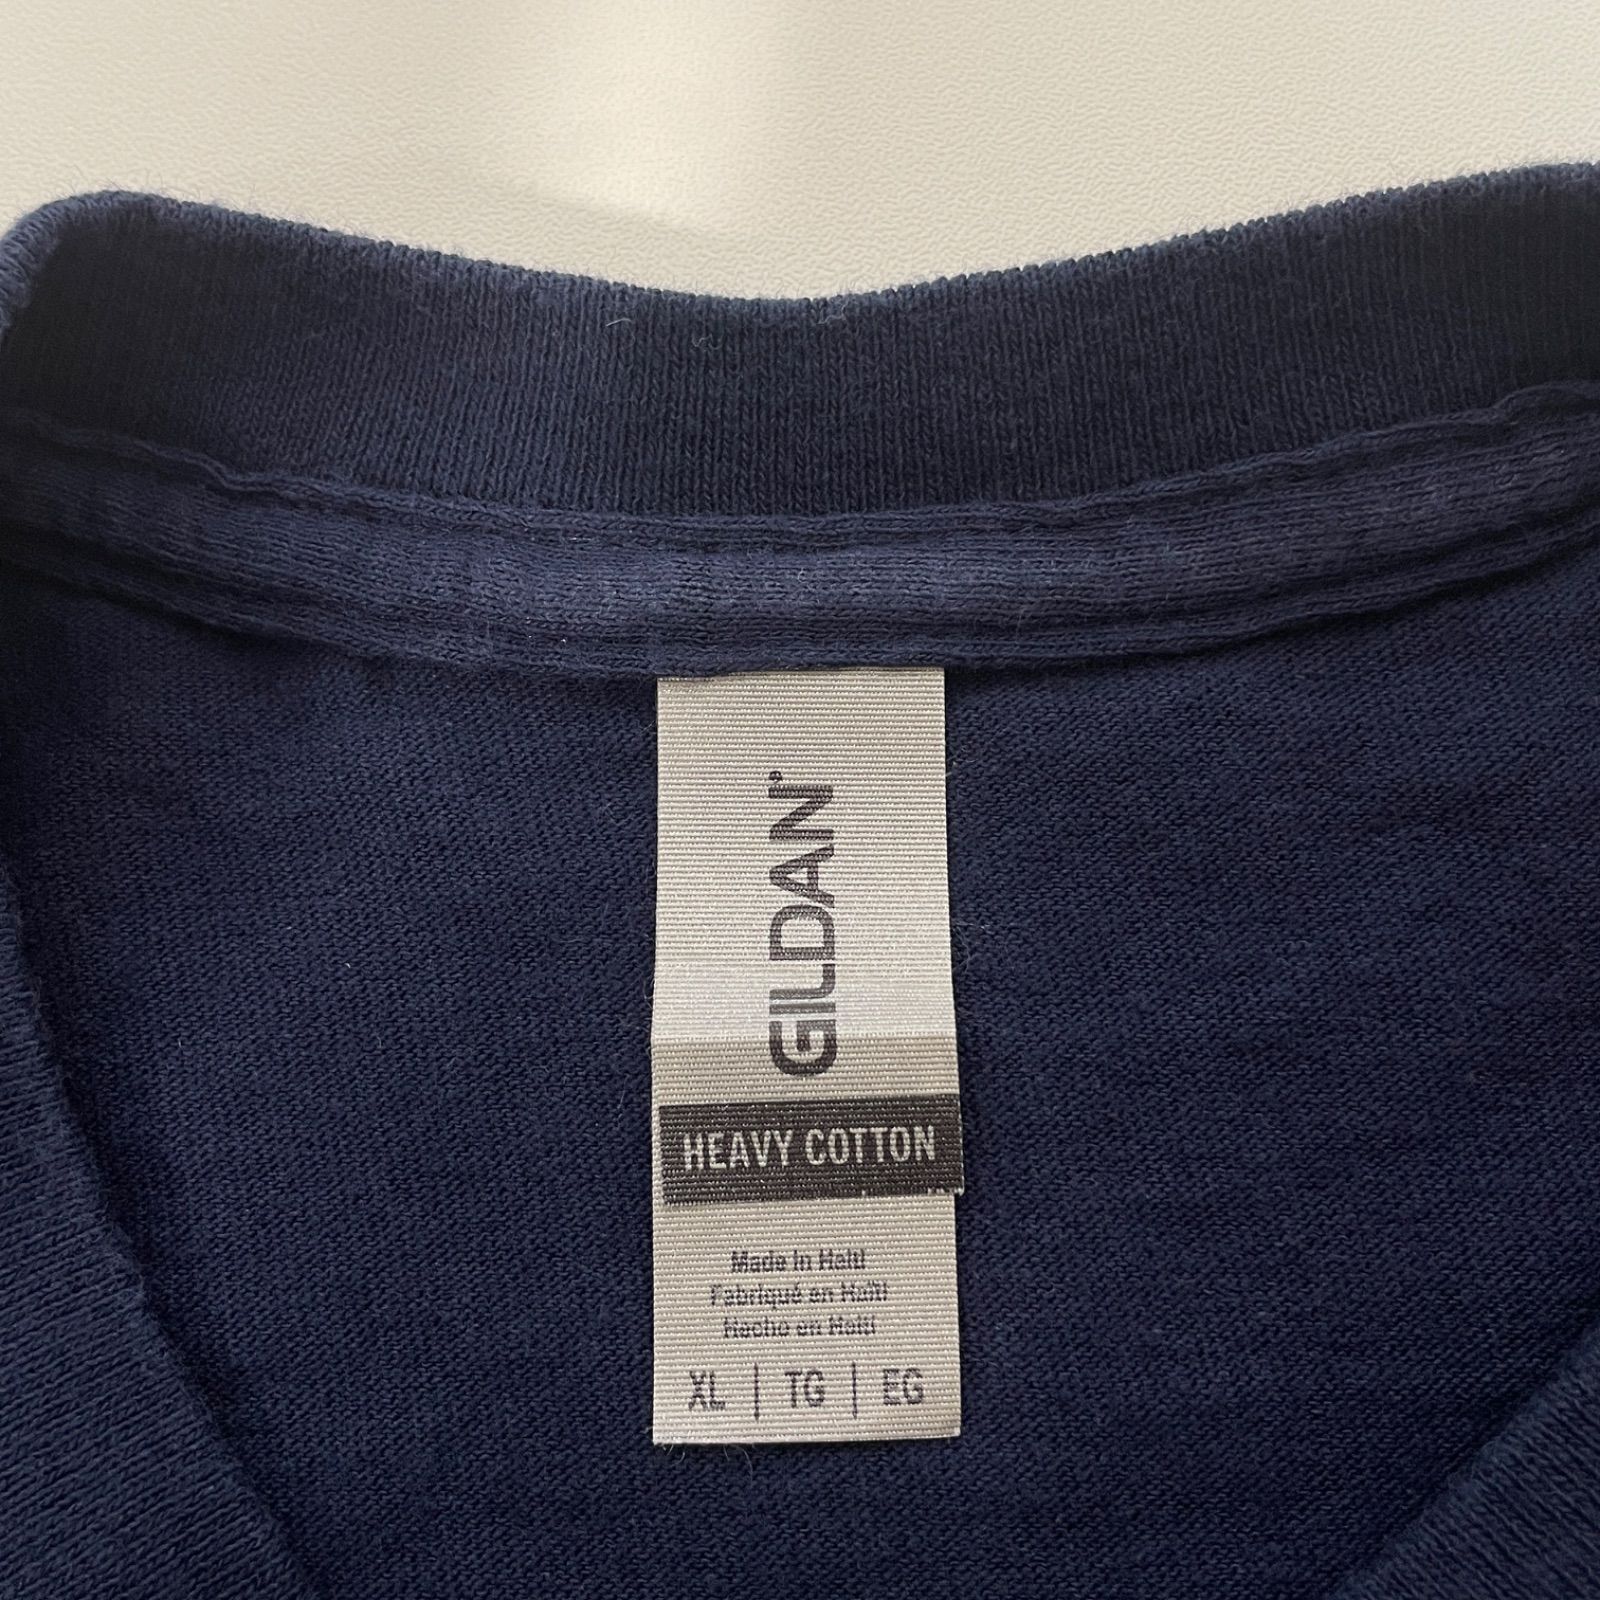 GILDAN
HEAVY COTTON
Made in Haiti
Fabriqué en Haïti
Hecho en Haití
XL | TG | EG